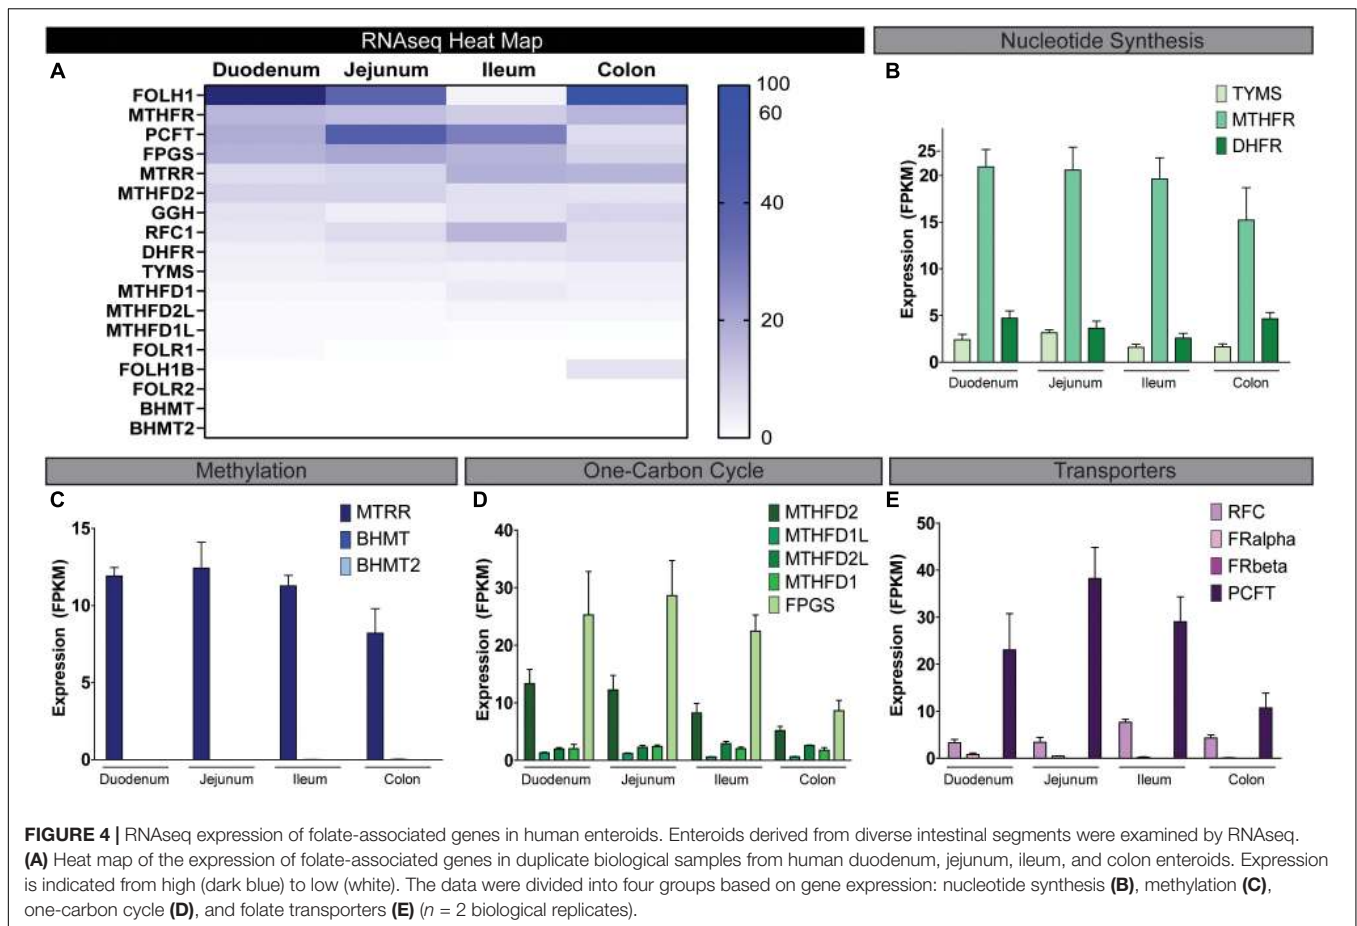 RNAseq Heat Map
A
Duodenum Jejunum Ileum Colon
FOLH1
MTHFR
PCFT
FPGS
MTRR
MTHFD2
GGH
RFC1
DHFR
TYMS
MTHFD1
MTHFD2L
MTHFD1L
FOLR1
FOLH1B
FOLR2
BHMT
BHMT2
100
60
40
20
0
Nucleotide Synthesis
B
TYMS
MTHFR
DHFR
Expression (FPKM)
25
20
15
10
5
0
Duodenum Jejunum Ileum Colon
Methylation
C
MTRR
BHMT
BHMT2
Expression (FPKM)
15
10
5
0
Duodenum Jejunum Ileum Colon
One-Carbon Cycle
D
MTHFD2
MTHFD1L
MTHFD2L
MTHFD1
FPGS
Expression (FPKM)
40
30
20
10
0
Duodenum Jejunum Ileum Colon
Transporters
E
RFC
FRalpha
FRbeta
PCFT
Expression (FPKM)
50
40
30
20
10
0
Duodenum Jejunum Ileum Colon
FIGURE 4 | RNAseq expression of folate-associated genes in human enteroids. Enteroids derived from diverse intestinal segments were examined by RNAseq.
(A) Heat map of the expression of folate-associated genes in duplicate biological samples from human duodenum, jejunum, ileum, and colon enteroids. Expression
is indicated from high (dark blue) to low (white). The data were divided into four groups based on gene expression: nucleotide synthesis (B), methylation (C),
one-carbon cycle (D), and folate transporters (E) (n = 2 biological replicates).